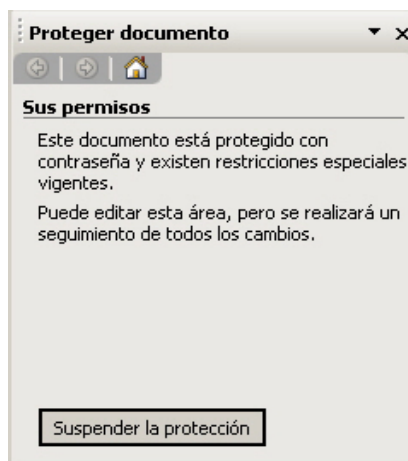 Proteger documento
Sus permisos
Este documento está protegido con
contraseña y existen restricciones especiales
vigentes.
Puede editar esta área, pero se realizará un
seguimiento de todos los cambios.
Suspender la protección